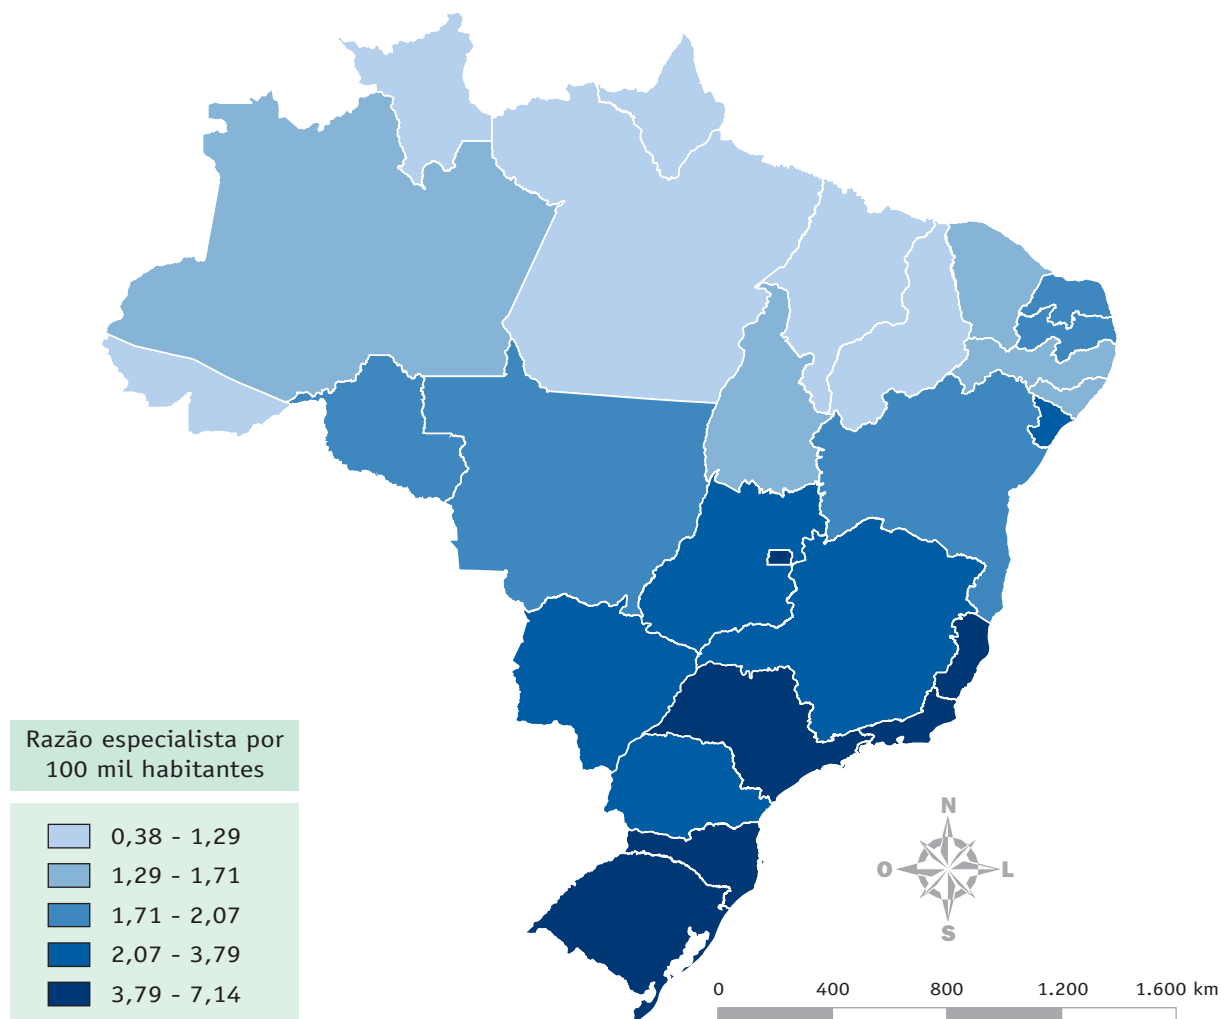 Razão especialista por
100 mil habitantes
0,38 - 1,29
1,29 - 1,71
1,71 - 2,07
2,07 - 3,79
3,79 - 7,14
N
O
L
S
0 400 800 1.200 1.600 km